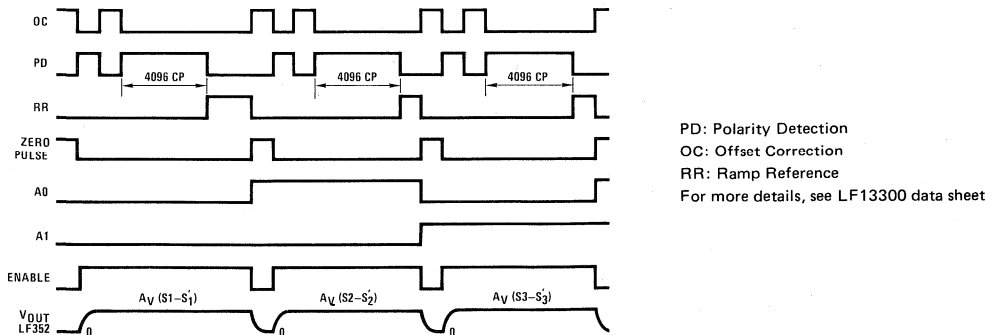 OC
PD
4096 CP
4096 CP
4096 CP
RR
ZERO
PULSE
A0
A1
ENABLE
AV (S1–S'1)
AV (S2–S'2)
AV (S3–S'3)
VOUT
LF352
0
0
0
PD: Polarity Detection
OC: Offset Correction
RR: Ramp Reference
For more details, see LF13300 data sheet